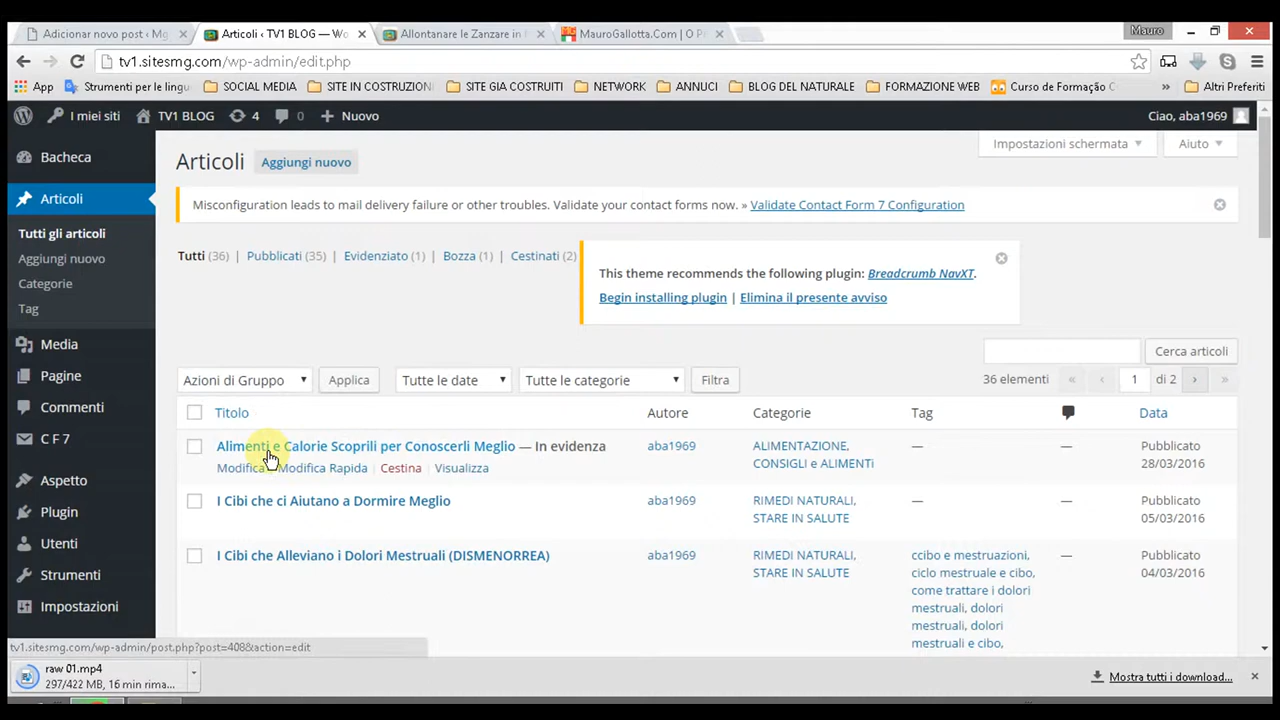 Adicionar novo post ‹ Mg
Articoli ‹ TV1 BLOG — Wo
Allontanare le Zanzare in
MauroGallotta.Com | O P
Mauro
tv1.sitesmg.com/wp-admin/edit.php
App
Strumenti per le lingu
SOCIAL MEDIA
SITE IN COSTRUZION
SITE GIA COSTRUITI
NETWORK
ANNUCI
BLOG DEL NATURALE
FORMAZIONE WEB
Curso de Formação C
»
Altri Preferiti
I miei siti
TV1 BLOG
4
0
Nuovo
Ciao, aba1969
Bacheca
Articoli
Tutti gli articoli
Aggiungi nuovo
Categorie
Tag
Media
Pagine
Commenti
C F 7
Aspetto
Plugin
Utenti
Strumenti
Impostazioni
Articoli Aggiungi nuovo
Impostazioni schermata
Aiuto
Misconfiguration leads to mail delivery failure or other troubles. Validate your contact forms now. » Validate Contact Form 7 Configuration
Tutti (36) | Pubblicati (35) | Evidenziato (1) | Bozza (1) | Cestinati (2)
This theme recommends the following plugin: Breadcrumb NavXT.
Begin installing plugin | Elimina il presente avviso
Cerca articoli
Azioni di Gruppo
Applica
Tutte le date
Tutte le categorie
Filtra
36 elementi « ‹ 1 di 2 › »
Titolo
Autore
Categorie
Tag
Data
Alimenti e Calorie Scoprili per Conoscerli Meglio — In evidenza
Modifica | Modifica Rapida | Cestina | Visualizza
aba1969
ALIMENTAZIONE,
CONSIGLI e ALIMENTi
—
—
Pubblicato
28/03/2016
I Cibi che ci Aiutano a Dormire Meglio
aba1969
RIMEDI NATURALI,
STARE IN SALUTE
—
—
Pubblicato
05/03/2016
I Cibi che Alleviano i Dolori Mestruali (DISMENORREA)
aba1969
RIMEDI NATURALI,
STARE IN SALUTE
ccibo e mestruazioni,
ciclo mestruale e cibo,
come trattare i dolori
mestruali, dolori
mestruali, dolori
mestruali e cibo,
—
Pubblicato
04/03/2016
tv1.sitesmg.com/wp-admin/post.php?post=408&action=edit
raw 01.mp4
297/422 MB, 16 min rima...
Mostra tutti i download...